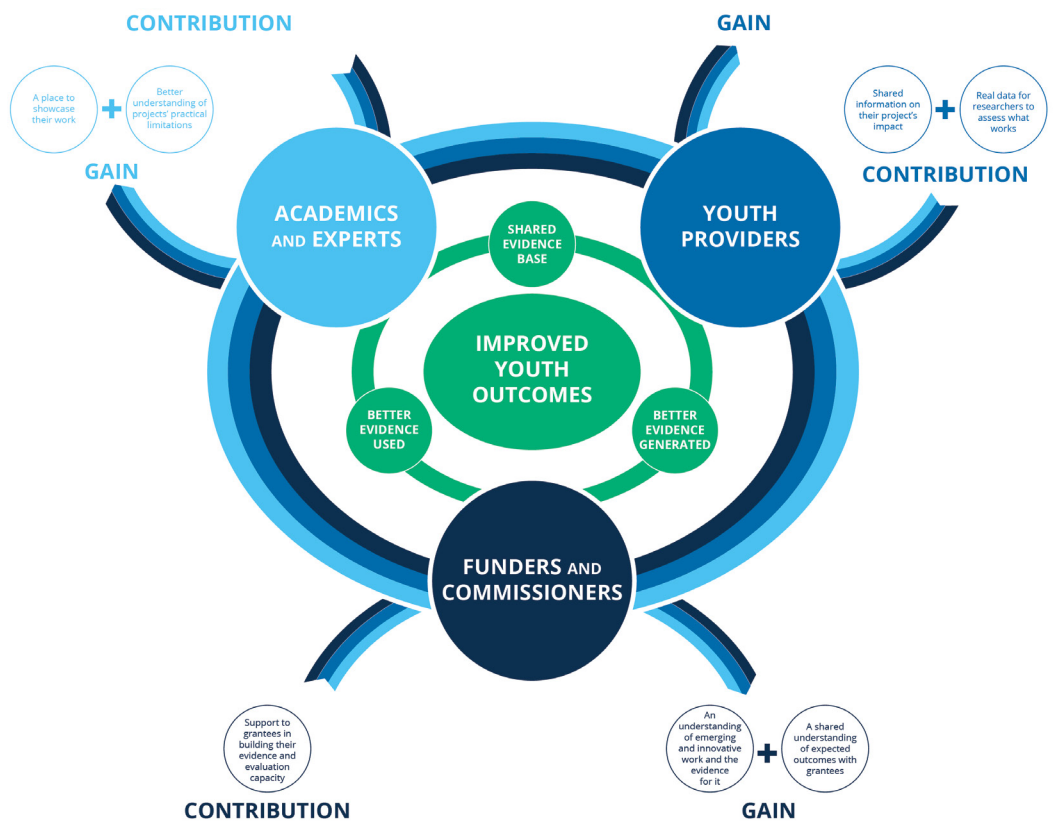 CONTRIBUTION
GAIN
A place to
showcase
their work
Better
understanding of
projects' practical
limitations
GAIN
Shared
information on
their project's
impact
Real data for
researchers to
assess what
works
CONTRIBUTION
ACADEMICS
AND EXPERTS
YOUTH
PROVIDERS
SHARED
EVIDENCE
BASE
IMPROVED
YOUTH
OUTCOMES
BETTER
EVIDENCE
USED
BETTER
EVIDENCE
GENERATED
FUNDERS AND
COMMISSIONERS
Support to
grantees in
building their
evidence and
evaluation
capacity
CONTRIBUTION
An
understanding
of emerging
and innovative
work and the
evidence
for it
A shared
understanding
of expected
outcomes with
grantees
GAIN